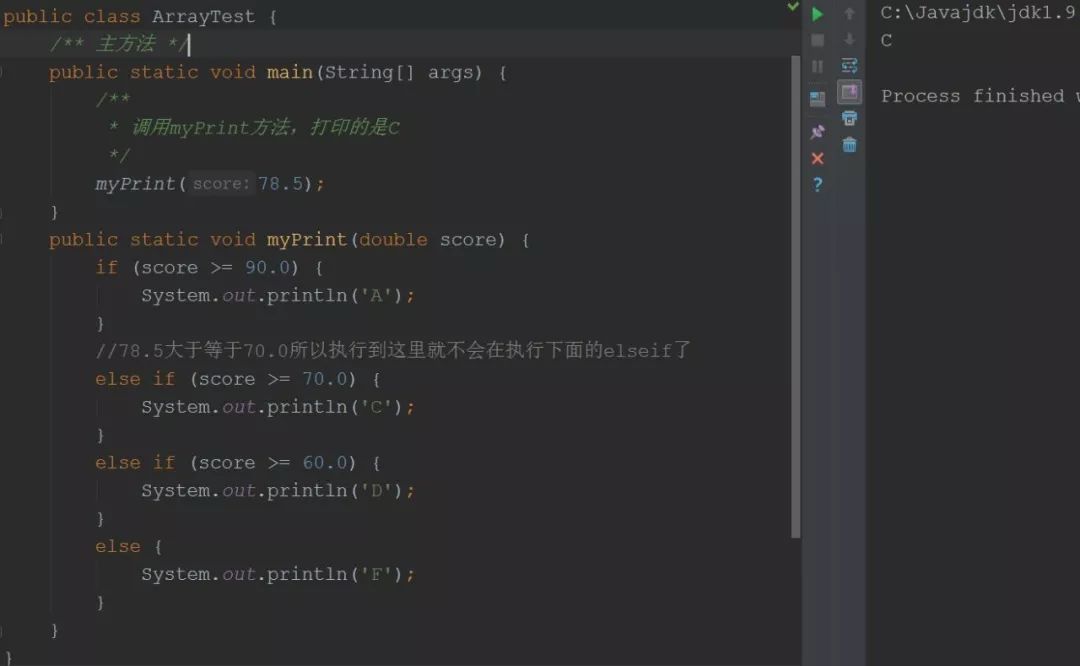 public class ArrayTest {
/** 主方法 */
public static void main(String[] args) {
/**
* 调用myPrint方法，打印的是C
*/
myPrint( score: 78.5);
}
public static void myPrint(double score) {
if (score >= 90.0) {
System.out.println('A');
}
//78.5大于等于70.0所以执行到这里就不会在执行下面的elseif了
else if (score >= 70.0) {
System.out.println('C');
}
else if (score >= 60.0) {
System.out.println('D');
}
else {
System.out.println('F');
}
}
}
C:\Javajdk\jdk1.9
C
Process finished